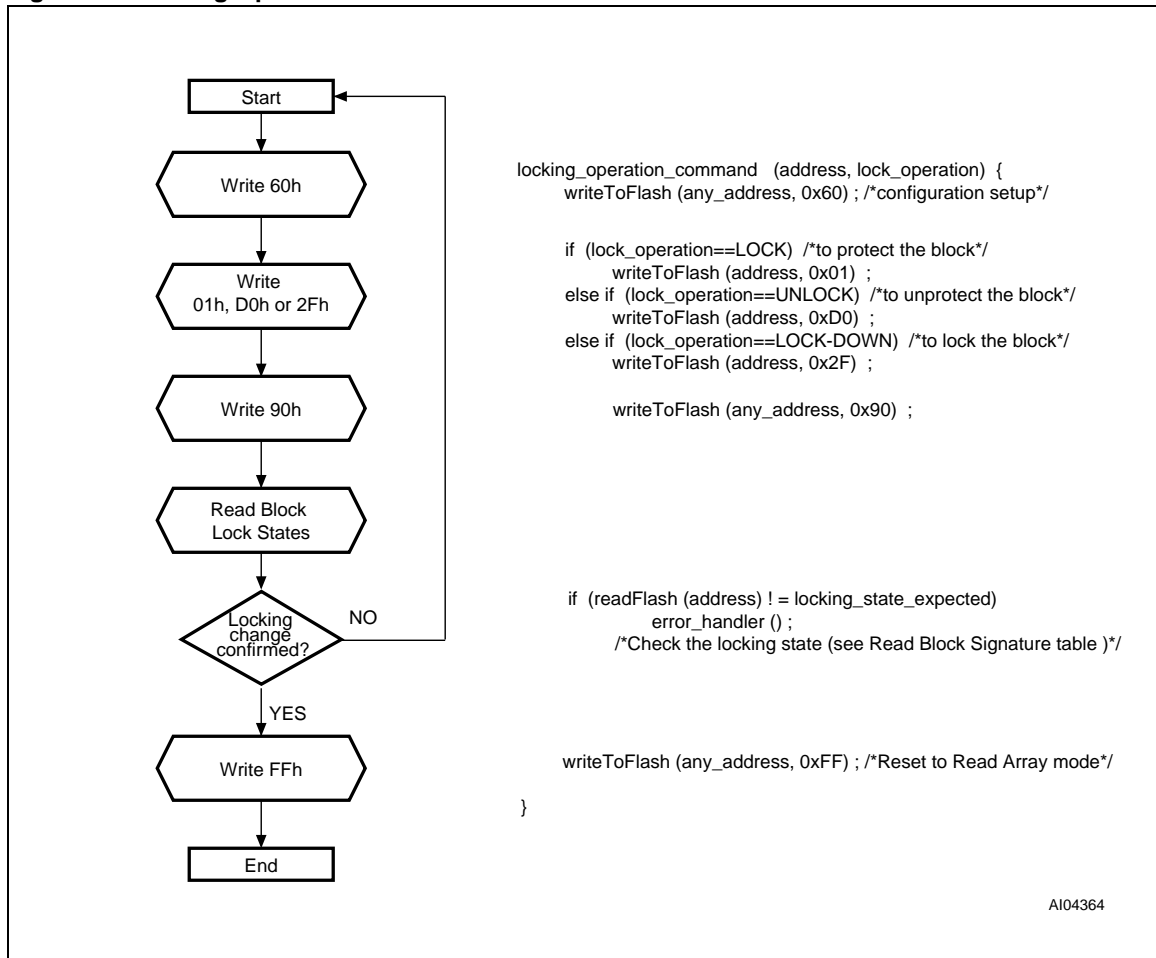 Start
Write 60h
Write
01h, D0h or 2Fh
Write 90h
Read Block
Lock States
Locking
change
confirmed?
NO
YES
Write FFh
End
locking_operation_command (address, lock_operation) {
writeToFlash (any_address, 0x60) ; /*configuration setup*/
if (lock_operation==LOCK) /*to protect the block*/
writeToFlash (address, 0x01) ;
else if (lock_operation==UNLOCK) /*to unprotect the block*/
writeToFlash (address, 0xD0) ;
else if (lock_operation==LOCK-DOWN) /*to lock the block*/
writeToFlash (address, 0x2F) ;
writeToFlash (any_address, 0x90) ;
if (readFlash (address) ! = locking_state_expected)
error_handler () ;
/*Check the locking state (see Read Block Signature table )*/
writeToFlash (any_address, 0xFF) ; /*Reset to Read Array mode*/
}
AI04364